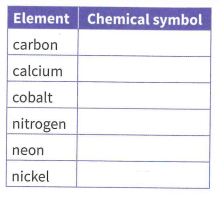 Element Chemical symbol
carbon
calcium
cobalt
nitrogen
neon
nickel